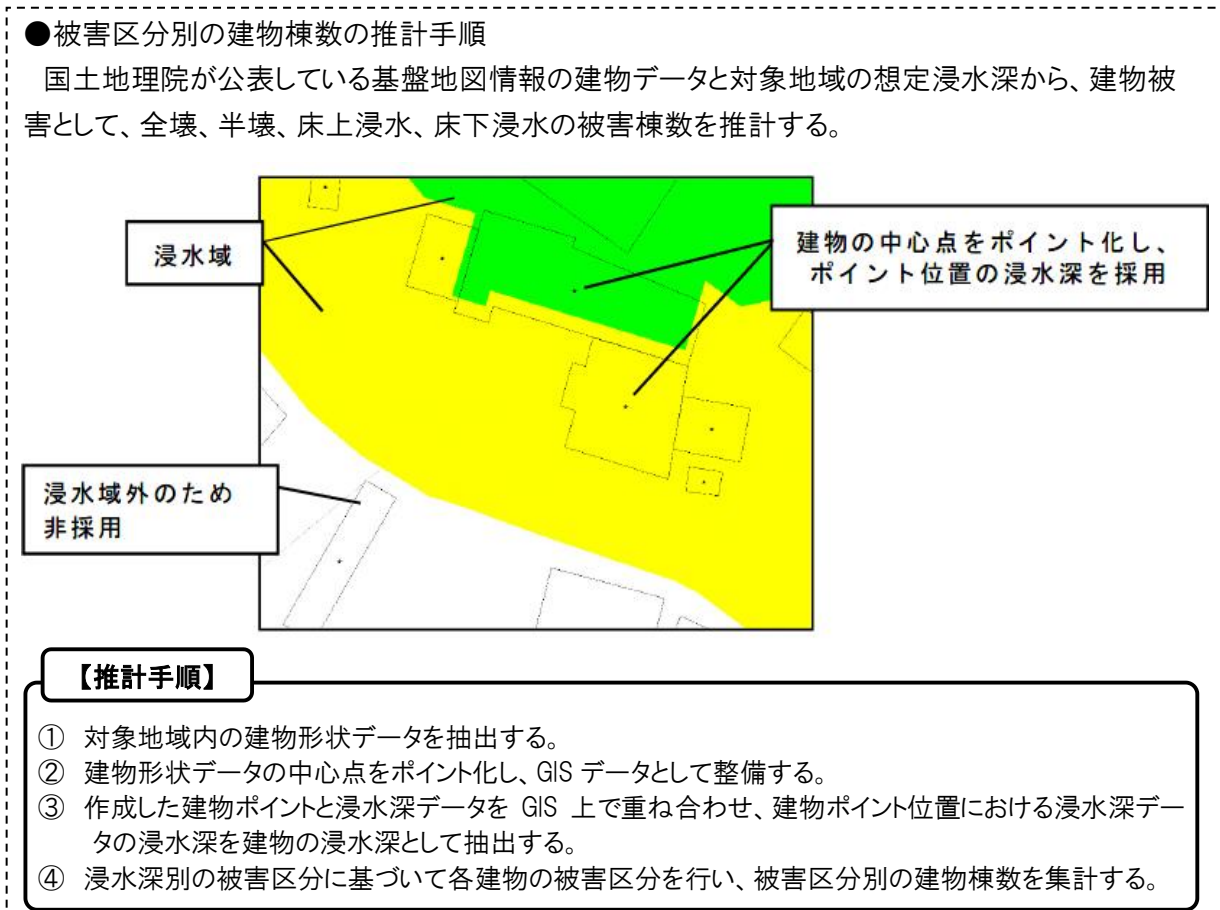 ●被害区分別の建物棟数の推計手順
国土地理院が公表している基盤地図情報の建物データと対象地域の想定浸水深から、建物被
害として、全壊、半壊、床上浸水、床下浸水の被害棟数を推計する。
浸水域
建物の中心点をポイント化し、
ポイント位置の浸水深を採用
浸水域外のため
非採用
【推計手順】
① 対象地域内の建物形状データを抽出する。
② 建物形状データの中心点をポイント化し、GIS データとして整備する。
③ 作成した建物ポイントと浸水深データを GIS 上で重ね合わせ、建物ポイント位置における浸水深デー
タの浸水深を建物の浸水深として抽出する。
④ 浸水深別の被害区分に基づいて各建物の被害区分を行い、被害区分別の建物棟数を集計する。